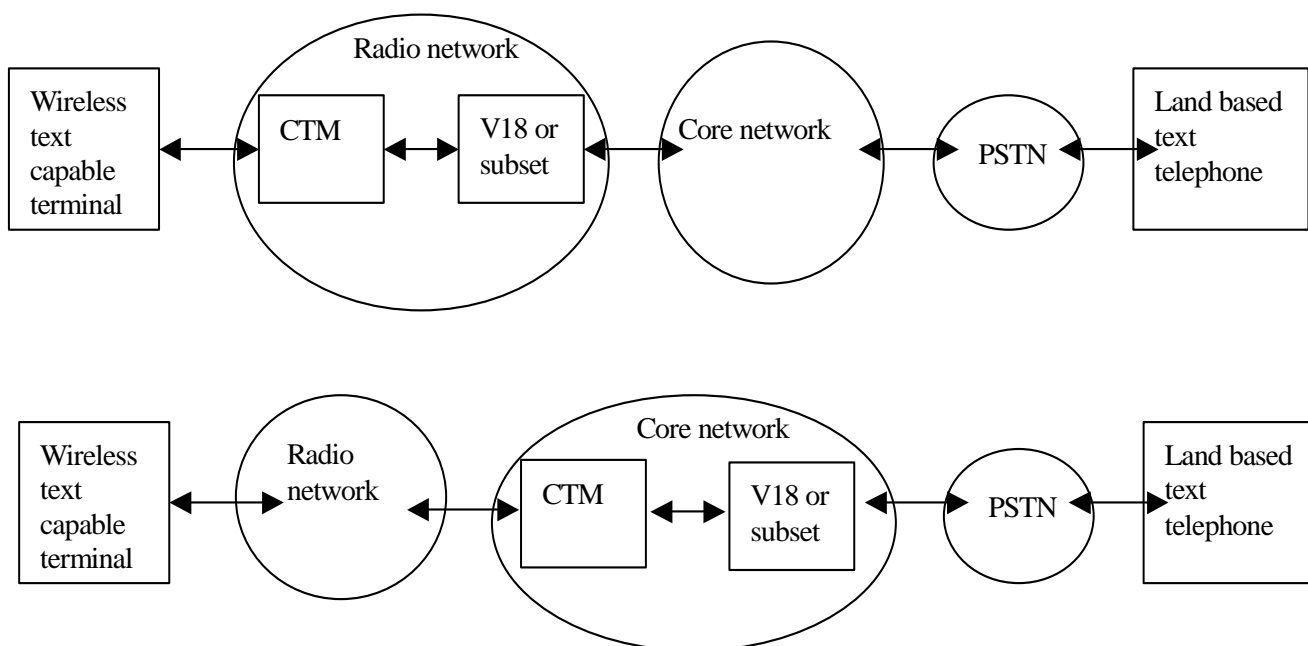 Radio network
Wireless
text
capable
terminal
CTM
V18 or
subset
Core network
PSTN
Land based
text
telephone
Wireless
text
capable
terminal
Radio
network
Core network
CTM
V18 or
subset
PSTN
Land based
text
telephone